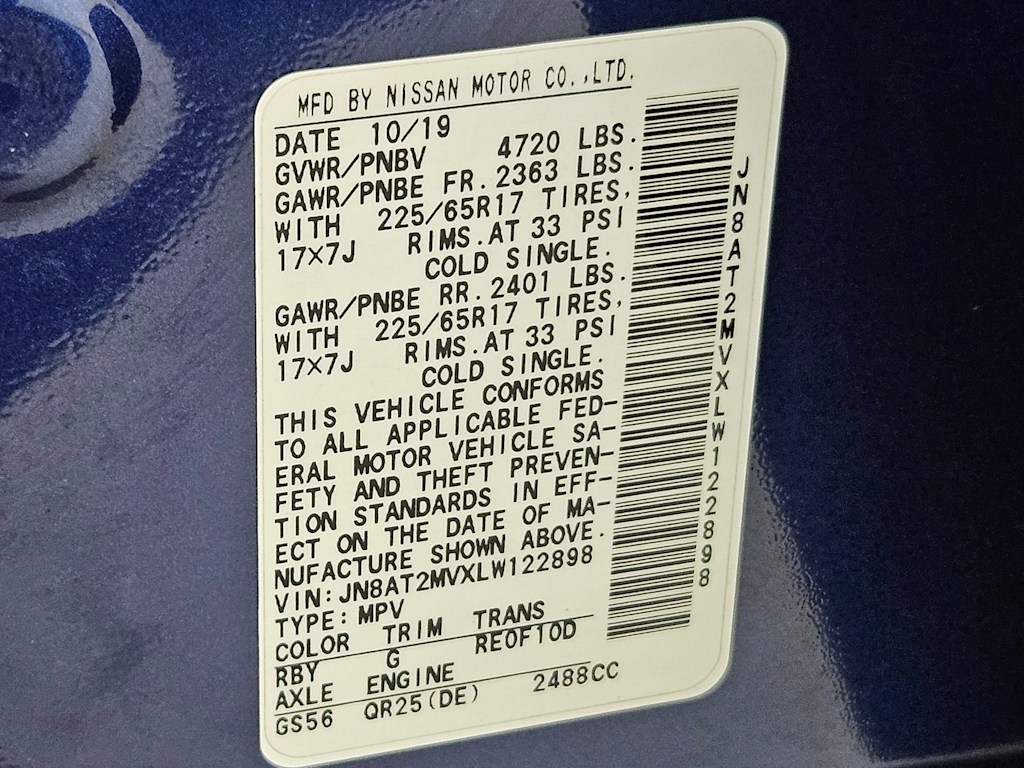 MFD BY NISSAN MOTOR CO.,LTD.
DATE 10/19
GVWR/PNBV 4720 LBS.
GAWR/PNBE FR. 2363 LBS.
WITH 225/65R17 TIRES,
17×7J RIMS.AT 33 PSI
COLD SINGLE.
GAWR/PNBE RR. 2401 LBS.
WITH 225/65R17 TIRES,
17×7J RIMS.AT 33 PSI
COLD SINGLE.
THIS VEHICLE CONFORMS
TO ALL APPLICABLE FED-
ERAL MOTOR VEHICLE SA-
FETY AND THEFT PREVEN-
TION STANDARDS IN EFF-
ECT ON THE DATE OF MA-
NUFACTURE SHOWN ABOVE.
VIN:JN8AT2MVXLW122898
TYPE:MPV
COLOR TRIM TRANS
RBY G RE0F10D
AXLE ENGINE
GS56 QR25(DE) 2488CC
JN8AT2MVXLW122898